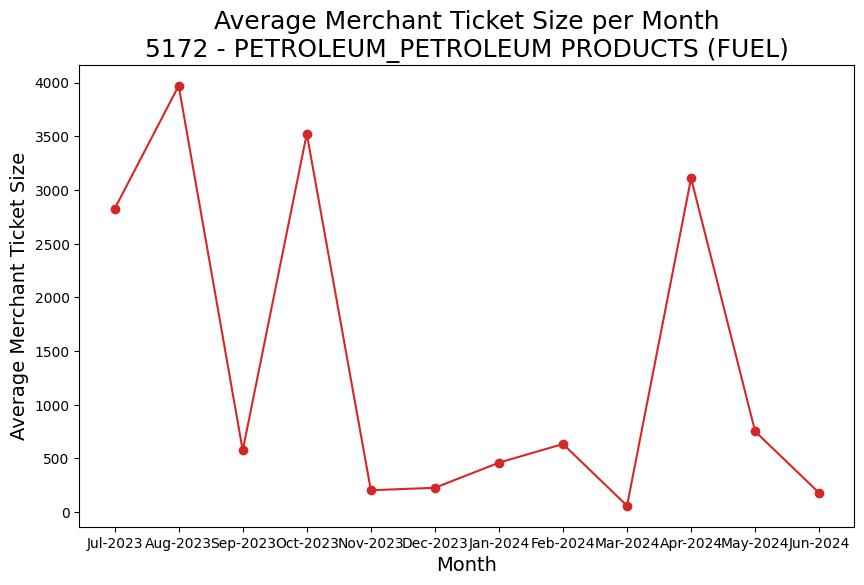 Average Merchant Ticket Size per Month
5172 - PETROLEUM_PETROLEUM PRODUCTS (FUEL)
Average Merchant Ticket Size
4000
3500
3000
2500
2000
1500
1000
500
0
Jul-2023 Aug-2023 Sep-2023 Oct-2023 Nov-2023 Dec-2023 Jan-2024 Feb-2024 Mar-2024 Apr-2024 May-2024 Jun-2024
Month